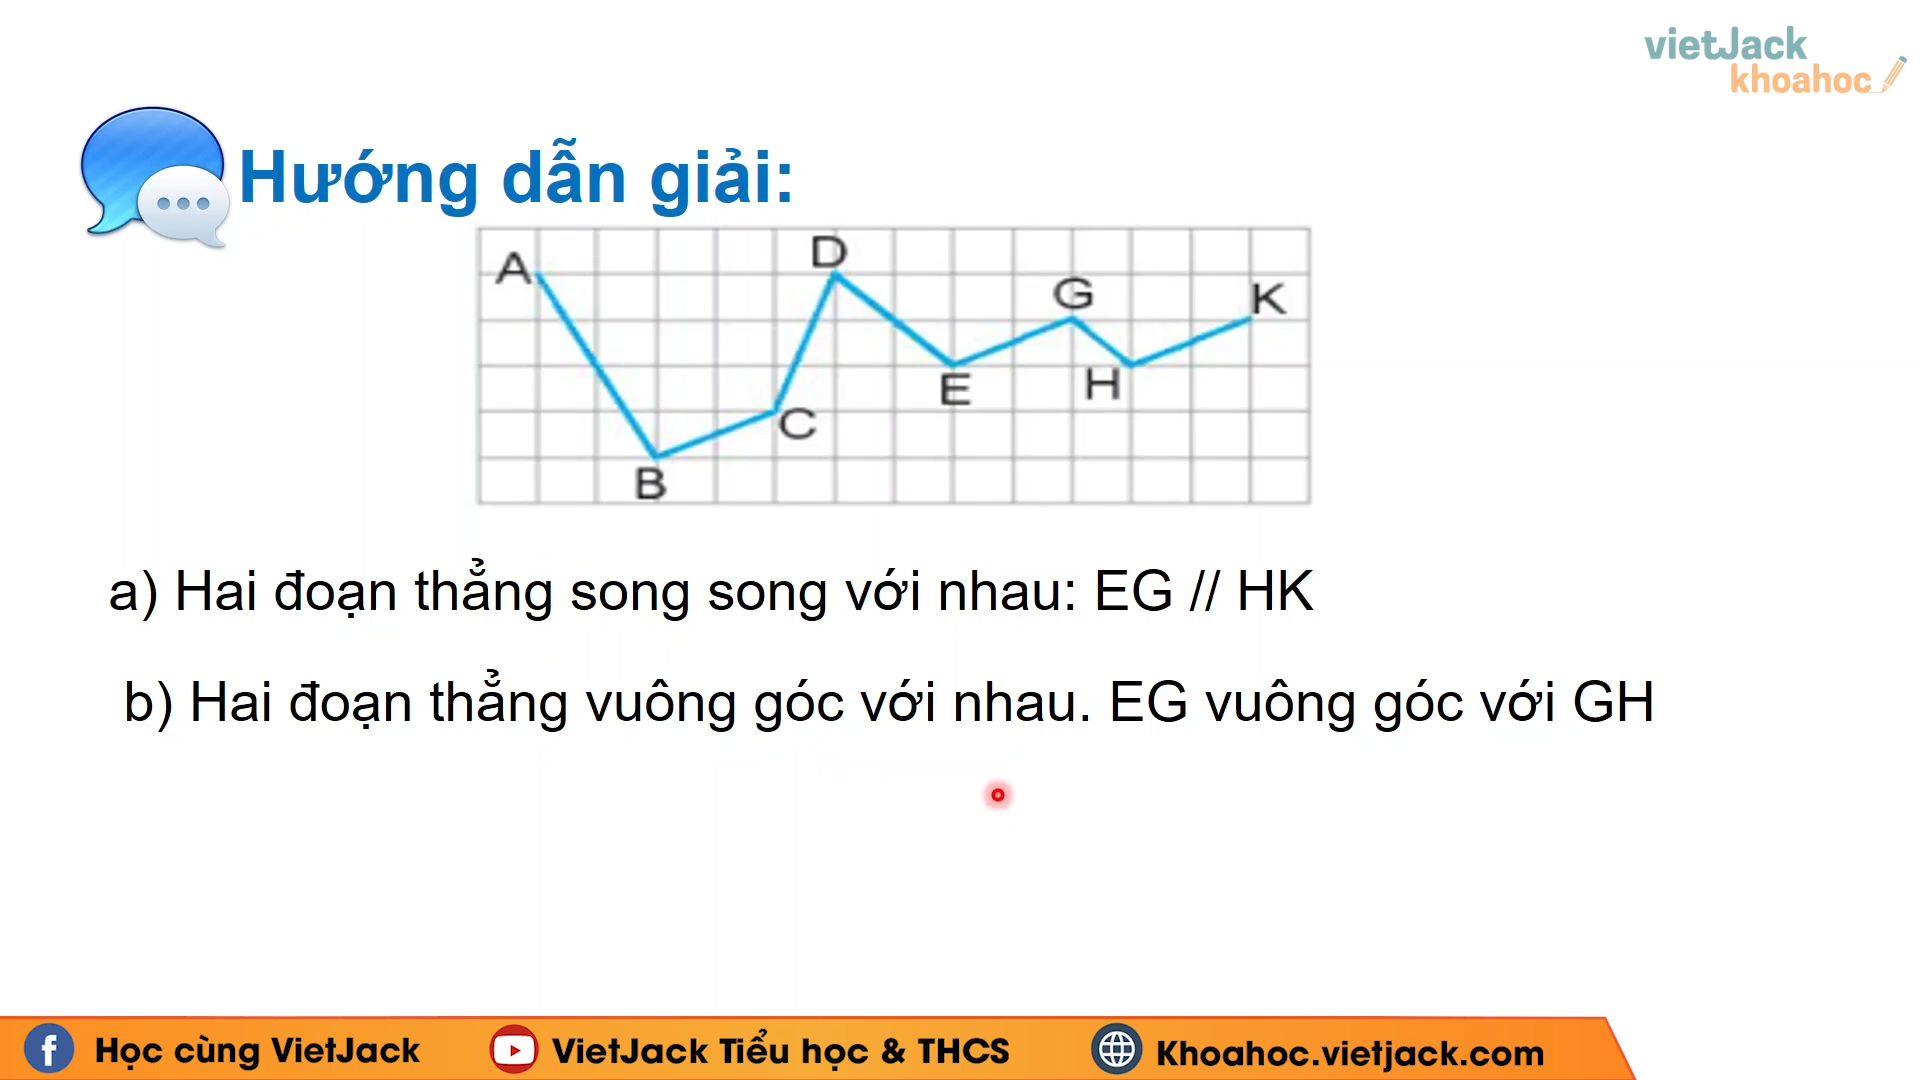 vietJack
khoahoc
Hướng dẫn giải:
D
A
G
K
E
H
C
B
a) Hai đoạn thẳng song song với nhau: EG // HK
b) Hai đoạn thẳng vuông góc với nhau. EG vuông góc với GH
Học cùng VietJack
VietJack Tiểu học & THCS
Khoahoc.vietjack.com